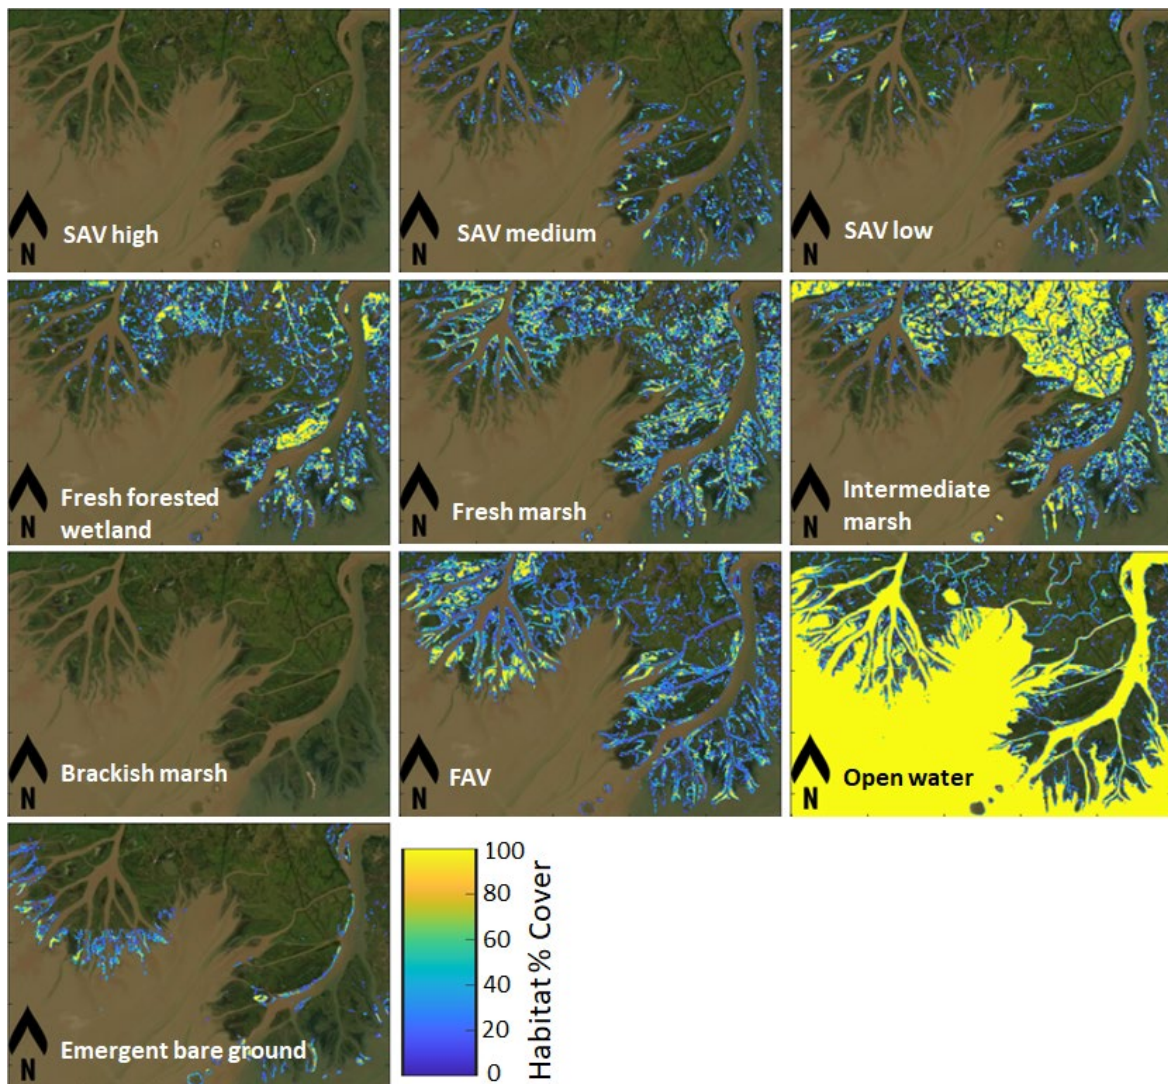 SAV high
N
SAV medium
N
SAV low
N
Fresh forested
wetland
N
Fresh marsh
N
Intermediate
marsh
N
Brackish marsh
N
FAV
N
Open water
N
Emergent bare ground
N
100
80
60
40
20
0
Habitat % Cover